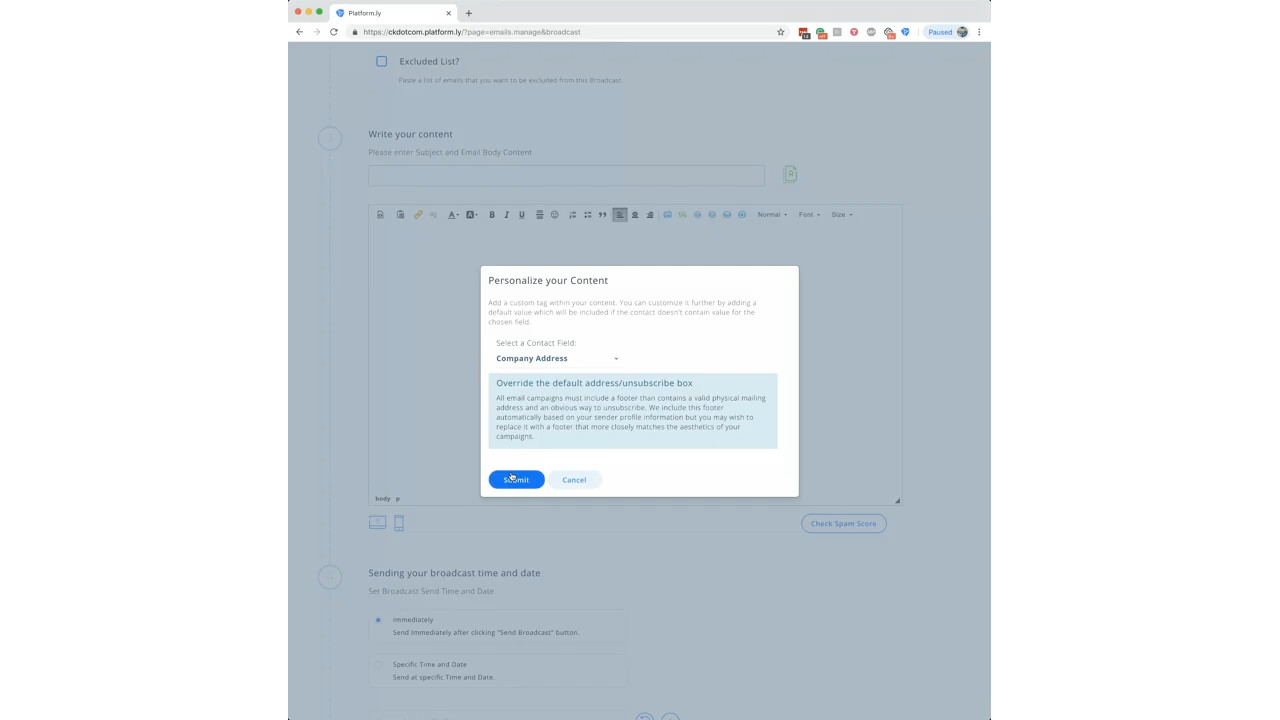 Platform.ly
https://ckdotcom.platform.ly/?page=emails.manage&broadcast
Paused
Excluded List?
Paste a list of emails that you want to be excluded from this Broadcast.
Write your content
Please enter Subject and Email Body Content
Normal
Font
Size
Personalize your Content
Add a custom tag within your content. You can customize it further by adding a
default value which will be included if the contact doesn't contain value for the
chosen field.
Select a Contact Field:
Company Address
Override the default address/unsubscribe box
All email campaigns must include a footer than contains a valid physical mailing
address and an obvious way to unsubscribe. We include this footer
automatically based on your sender profile information but you may wish to
replace it with a footer that more closely matches the aesthetics of your
campaigns.
Submit
Cancel
body p
Check Spam Score
Sending your broadcast time and date
Set Broadcast Send Time and Date
Immediately
Send Immediately after clicking "Send Broadcast" button.
Specific Time and Date
Send at specific Time and Date.